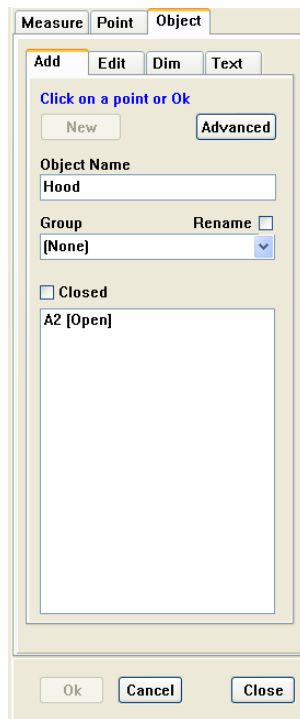 Measure Point Object
Add Edit Dim Text
Click on a point or Ok
New Advanced
Object Name
Hood
Group Rename
(None)
Closed
A2 [Open]
Ok Cancel Close